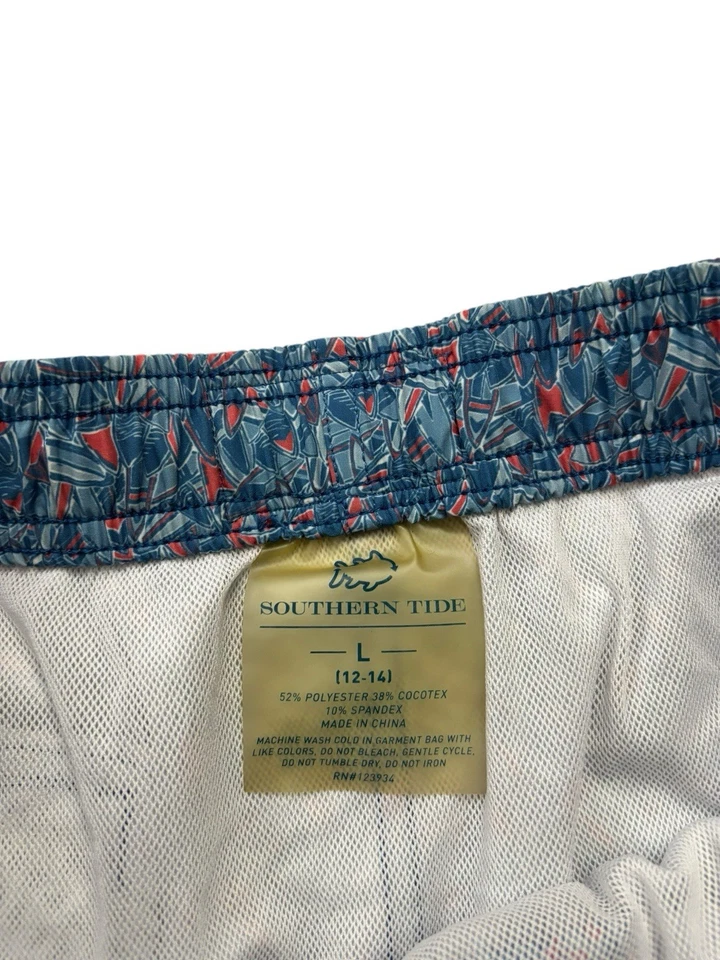 SOUTHERN TIDE
L
(12-14)
52% POLYESTER 38% COCOTEX
10% SPANDEX
MADE IN CHINA
MACHINE WASH COLD IN GARMENT BAG WITH
LIKE COLORS, DO NOT BLEACH, GENTLE CYCLE,
DO NOT TUMBLE DRY, DO NOT IRON
RN#123934